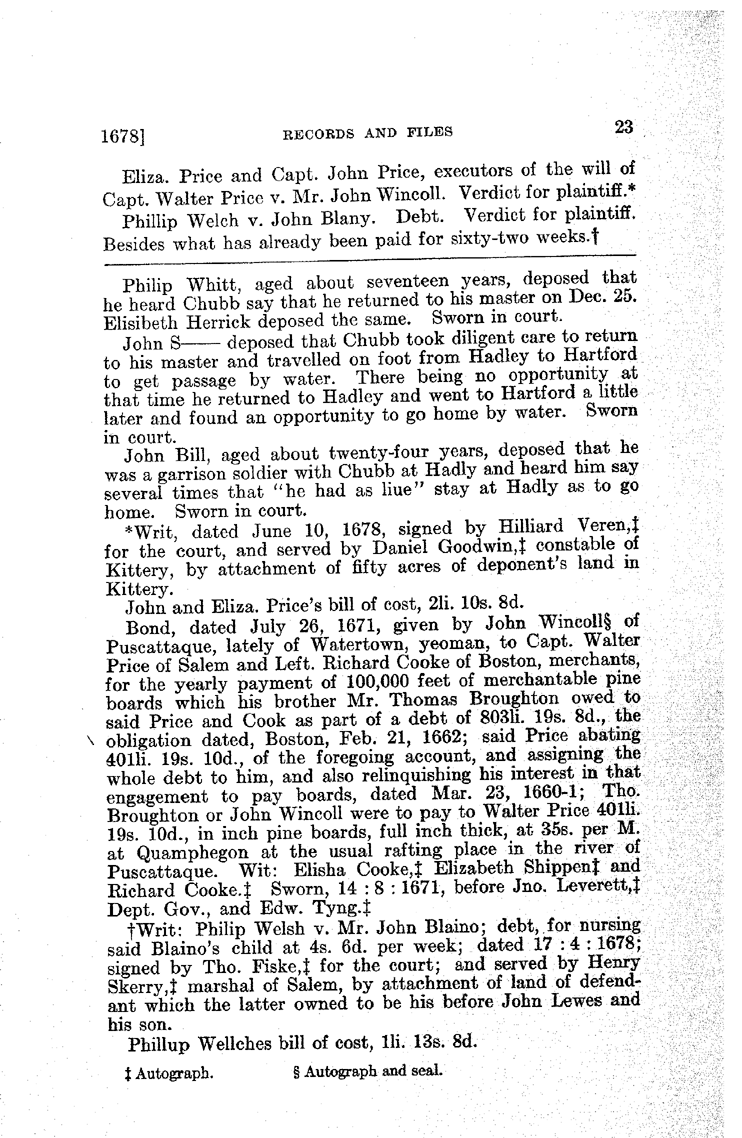 1678] RECORDS AND FILES 23
Eliza. Price and Capt. John Price, executors of the will of
Capt. Walter Price v. Mr. John Wincoll. Verdict for plaintiff.*
Phillip Welch v. John Blany. Debt. Verdict for plaintiff.
Besides what has already been paid for sixty-two weeks.†
Philip Whitt, aged about seventeen years, deposed that
he heard Chubb say that he returned to his master on Dec. 25.
Elisibeth Herrick deposed the same. Sworn in court.
John S—— deposed that Chubb took diligent care to return
to his master and travelled on foot from Hadley to Hartford
to get passage by water. There being no opportunity at
that time he returned to Hadley and went to Hartford a little
later and found an opportunity to go home by water. Sworn
in court.
John Bill, aged about twenty-four years, deposed that he
was a garrison soldier with Chubb at Hadly and heard him say
several times that "he had as liue" stay at Hadly as to go
home. Sworn in court.
*Writ, dated June 10, 1678, signed by Hilliard Veren,‡
for the court, and served by Daniel Goodwin,‡ constable of
Kittery, by attachment of fifty acres of deponent's land in
Kittery.
John and Eliza. Price's bill of cost, 2li. 10s. 8d.
Bond, dated July 26, 1671, given by John Wincoll§ of
Puscattaque, lately of Watertown, yeoman, to Capt. Walter
Price of Salem and Left. Richard Cooke of Boston, merchants,
for the yearly payment of 100,000 feet of merchantable pine
boards which his brother Mr. Thomas Broughton owed to
said Price and Cook as part of a debt of 803li. 19s. 8d., the
obligation dated, Boston, Feb. 21, 1662; said Price abating
401li. 19s. 10d., of the foregoing account, and assigning the
whole debt to him, and also relinquishing his interest in that
engagement to pay boards, dated Mar. 23, 1660-1; Tho.
Broughton or John Wincoll were to pay to Walter Price 401li.
19s. 10d., in inch pine boards, full inch thick, at 35s. per M.
at Quamphegon at the usual rafting place in the river of
Puscattaque. Wit: Elisha Cooke,‡ Elizabeth Shippen‡ and
Richard Cooke.‡ Sworn, 14 : 8 : 1671, before Jno. Leverett,‡
Dept. Gov., and Edw. Tyng.‡
†Writ: Philip Welsh v. Mr. John Blaino; debt, for nursing
said Blaino's child at 4s. 6d. per week; dated 17 : 4 : 1678;
signed by Tho. Fiske,‡ for the court; and served by Henry
Skerry,‡ marshal of Salem, by attachment of land of defend-
ant which the latter owned to be his before John Lewes and
his son.
Phillup Wellches bill of cost, 1li. 13s. 8d.
‡ Autograph. § Autograph and seal.